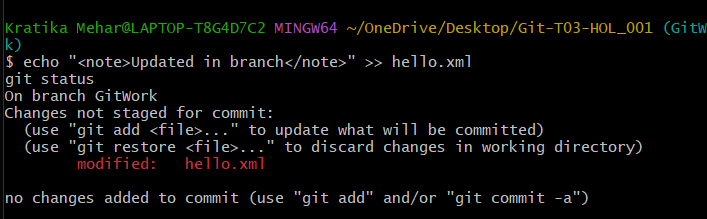 Kratika Mehar@LAPTOP-T8G4D7C2 MINGW64 ~/OneDrive/Desktop/Git-T03-HOL_001 (GitWor
k)
$ echo "<note>Updated in branch</note>" >> hello.xml
git status
On branch GitWork
Changes not staged for commit:
  (use "git add <file>..." to update what will be committed)
  (use "git restore <file>..." to discard changes in working directory)
        modified:   hello.xml

no changes added to commit (use "git add" and/or "git commit -a")